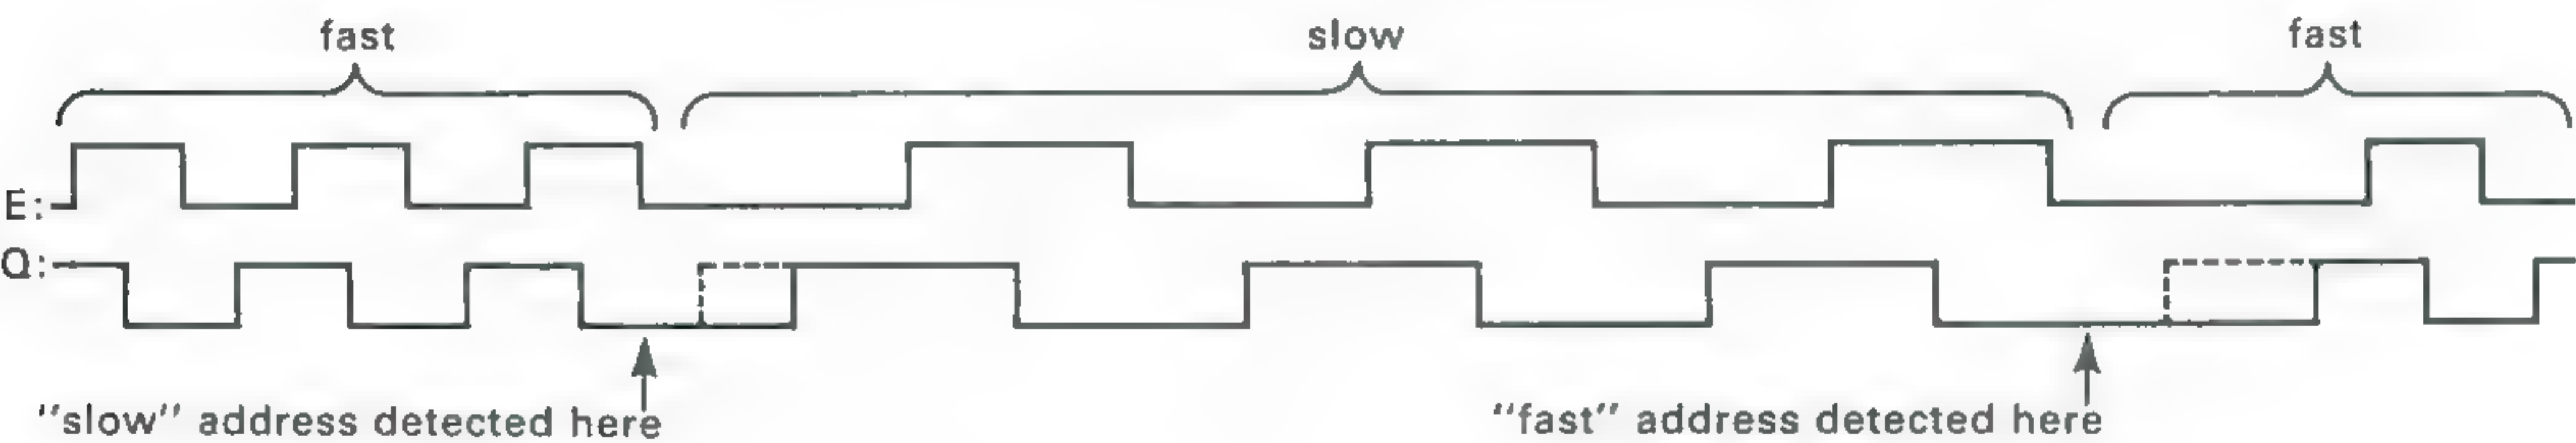 fast
slow
fast
E:
Q:
"slow" address detected here
"fast" address detected here